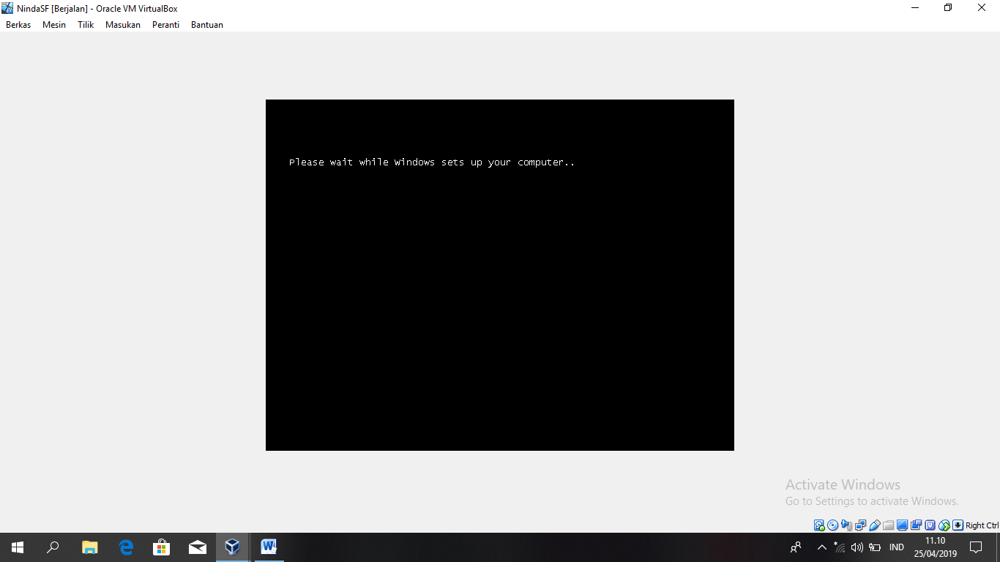 NindaSF [Berjalan] - Oracle VM VirtualBox
Berkas Mesin Tilik Masukan Peranti Bantuan
Please wait while Windows sets up your computer..
Activate Windows
Go to Settings to activate Windows.
Right Ctrl
IND
11.10
25/04/2019